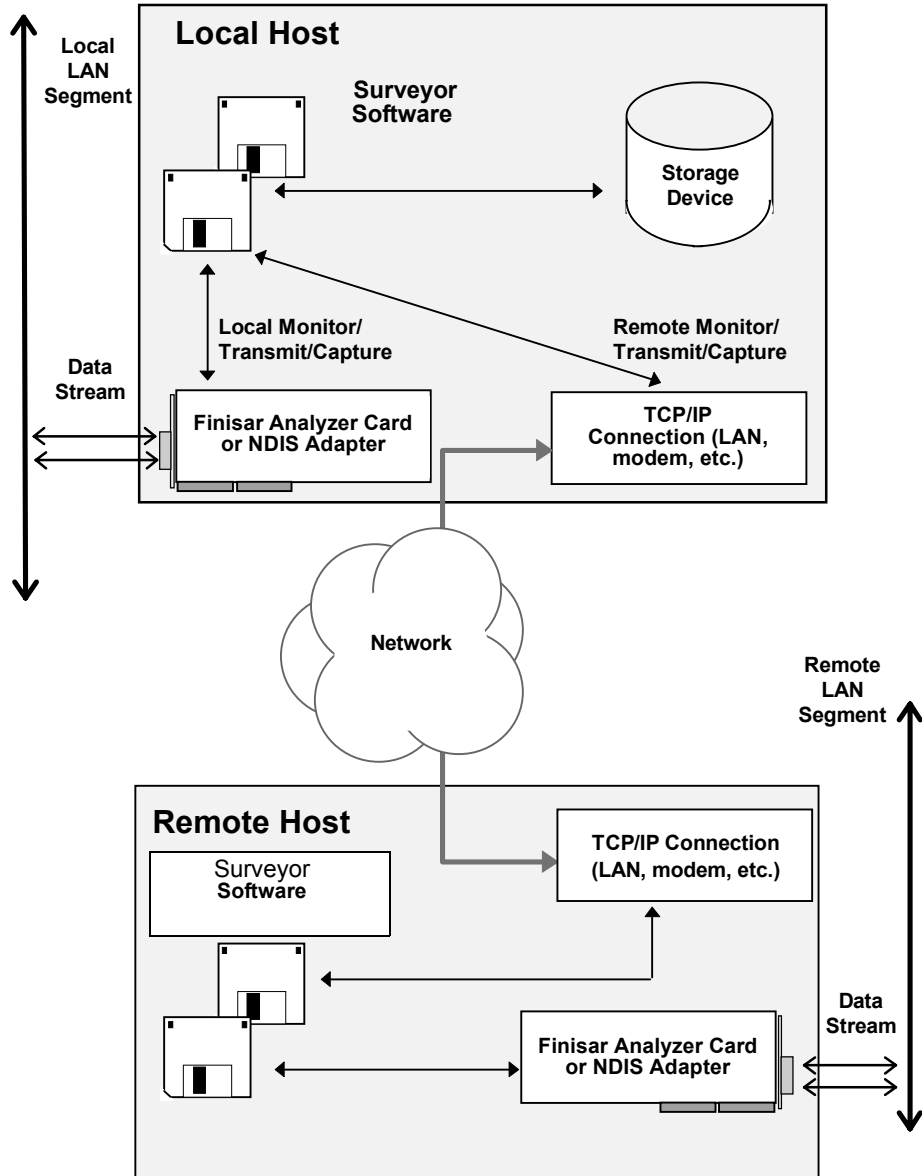 Local Host
Local
LAN
Segment
Surveyor
Software
Storage
Device
Local Monitor/
Transmit/Capture
Remote Monitor/
Transmit/Capture
Data
Stream
Finisar Analyzer Card
or NDIS Adapter
TCP/IP
Connection (LAN,
modem, etc.)
Network
Remote
LAN
Segment
Remote Host
TCP/IP Connection
(LAN, modem, etc.)
Surveyor
Software
Data
Stream
Finisar Analyzer Card
or NDIS Adapter